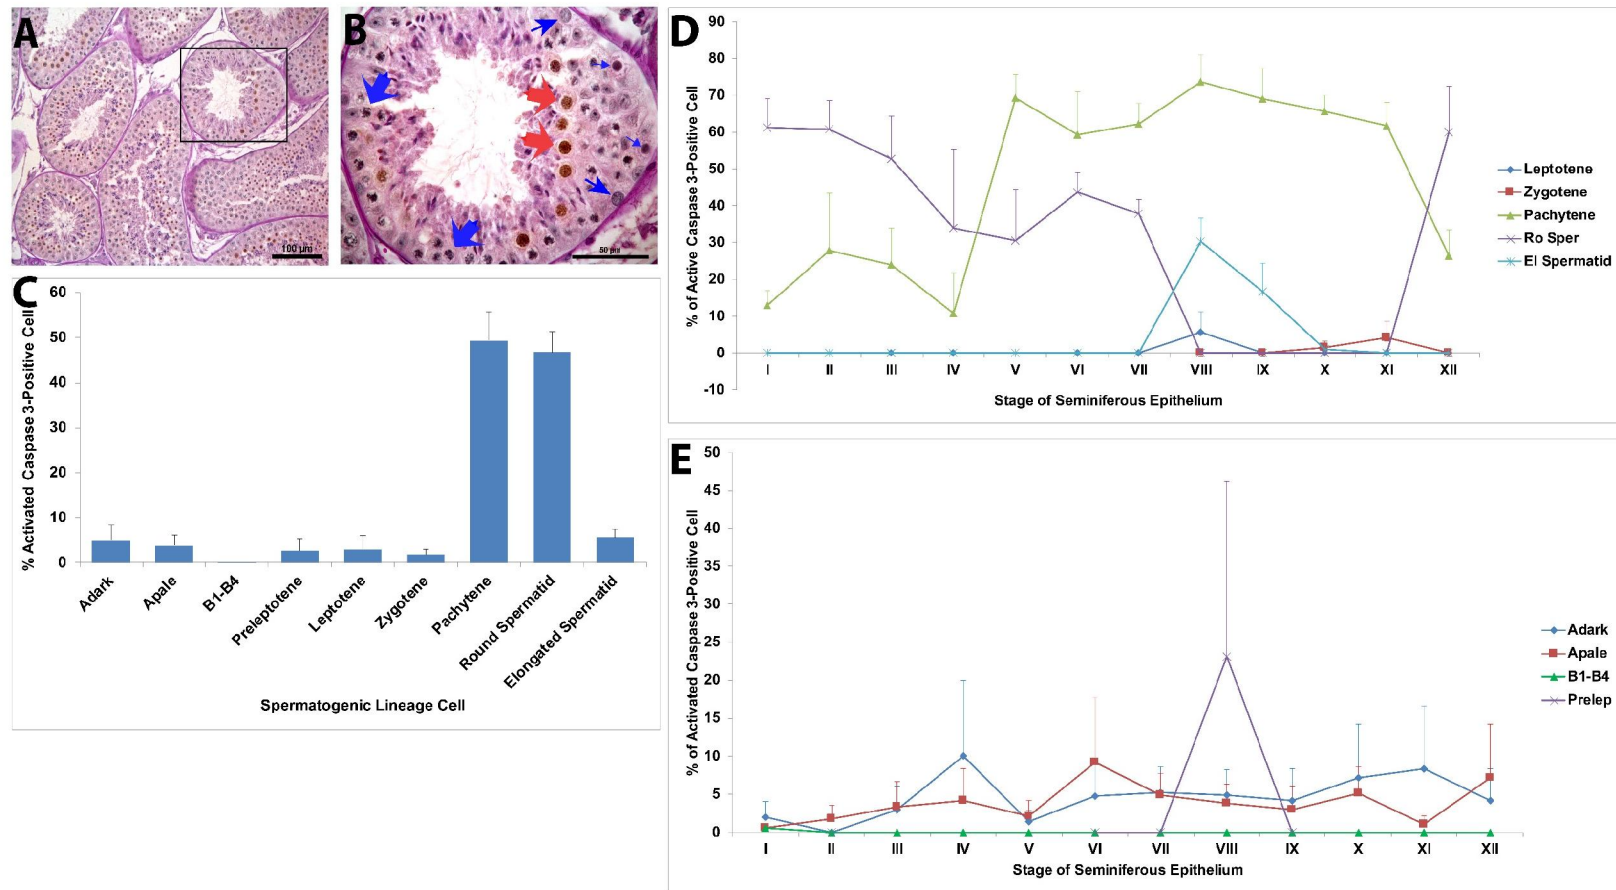 A
100 µm
B
50 µm
C
% Activated Caspase 3-Positive Cell
60
50
40
30
20
10
0
Adark
Apale
B1-B4
Preleptotene
Leptotene
Zygotene
Pachytene
Round Spermatid
Elongated Spermatid
Spermatogenic Lineage Cell
D
% of Active Caspase 3-Positive Cell
90
80
70
60
50
40
30
20
10
0
-10
I II III IV V VI VII VIII IX X XI XII
Stage of Seminiferous Epithelium
Leptotene
Zygotene
Pachytene
Ro Sper
El Spermatid
E
% of Activated Caspase 3-Positive Cell
50
45
40
35
30
25
20
15
10
5
0
I II III IV V VI VII VIII IX X XI XII
Stage of Seminiferous Epithelium
Adark
Apale
B1-B4
Prelep